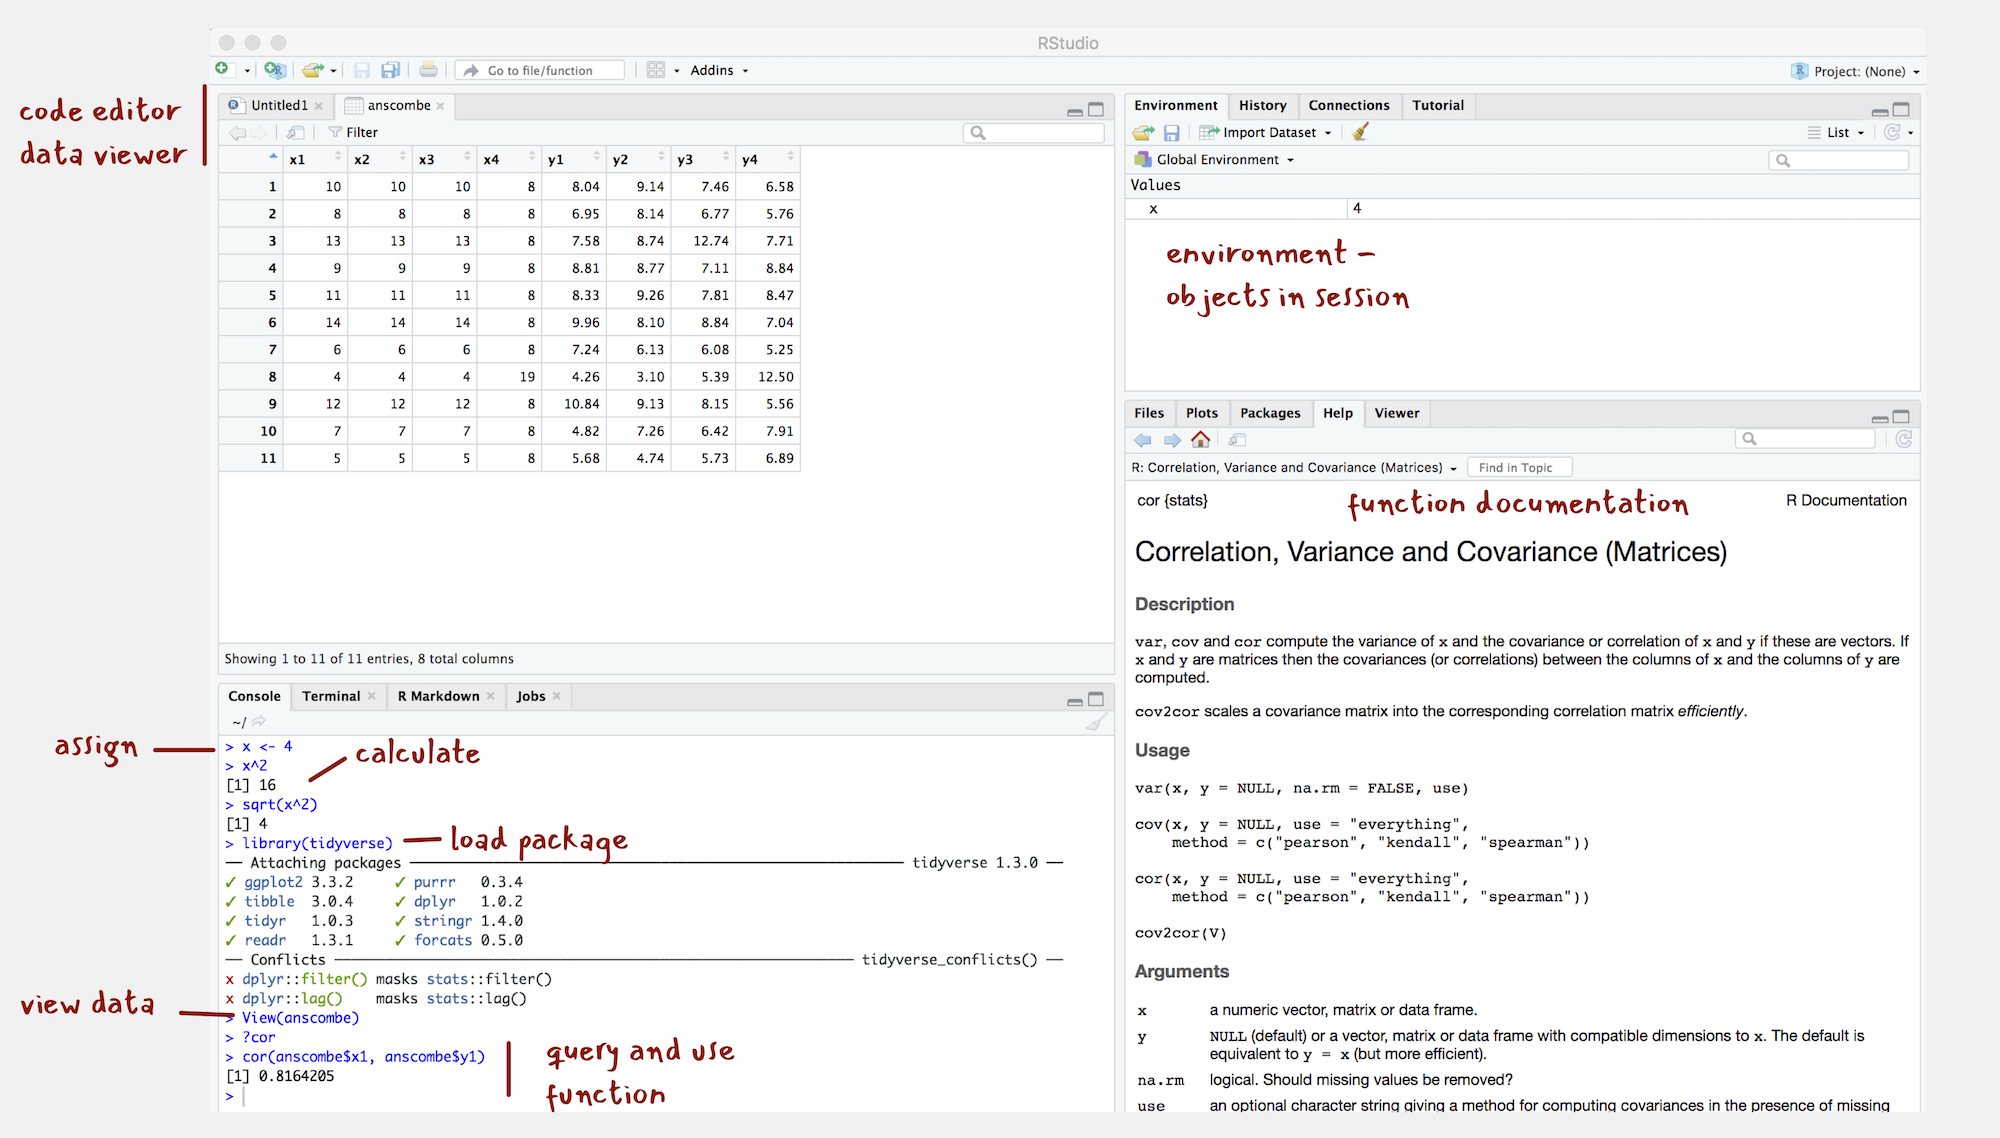 RStudio
Go to file/function
Addins
Project: (None)
code editor
data viewer
Untitled1
anscombe
Filter
x1 x2 x3 x4 y1 y2 y3 y4
1 10 10 10 8 8.04 9.14 7.46 6.58
2 8 8 8 8 6.95 8.14 6.77 5.76
3 13 13 13 8 7.58 8.74 12.74 7.71
4 9 9 9 8 8.81 8.77 7.11 8.84
5 11 11 11 8 8.33 9.26 7.81 8.47
6 14 14 14 8 9.96 8.10 8.84 7.04
7 6 6 6 8 7.24 6.13 6.08 5.25
8 4 4 4 19 4.26 3.10 5.39 12.50
9 12 12 12 8 10.84 9.13 8.15 5.56
10 7 7 7 8 4.82 7.26 6.42 7.91
11 5 5 5 8 5.68 4.74 5.73 6.89
Showing 1 to 11 of 11 entries, 8 total columns
Console Terminal R Markdown Jobs
~/
assign
> x <- 4
calculate
> x^2
[1] 16
> sqrt(x^2)
[1] 4
> library(tidyverse)
load package
— Attaching packages — tidyverse 1.3.0 —
✓ ggplot2 3.3.2 ✓ purrr 0.3.4
✓ tibble 3.0.4 ✓ dplyr 1.0.2
✓ tidyr 1.0.3 ✓ stringr 1.4.0
✓ readr 1.3.1 ✓ forcats 0.5.0
— Conflicts — tidyverse_conflicts() —
x dplyr::filter() masks stats::filter()
x dplyr::lag() masks stats::lag()
view data
> View(anscombe)
> ?cor
> cor(anscombe$x1, anscombe$y1)
[1] 0.8164205
>
query and use
function
Environment History Connections Tutorial
Import Dataset
List
Global Environment
Values
x 4
environment –
objects in session
Files Plots Packages Help Viewer
R: Correlation, Variance and Covariance (Matrices)
Find in Topic
cor {stats}
function documentation
R Documentation
Correlation, Variance and Covariance (Matrices)
Description
var, cov and cor compute the variance of x and the covariance or correlation of x and y if these are vectors. If
x and y are matrices then the covariances (or correlations) between the columns of x and the columns of y are
computed.
cov2cor scales a covariance matrix into the corresponding correlation matrix efficiently.
Usage
var(x, y = NULL, na.rm = FALSE, use)
cov(x, y = NULL, use = "everything",
method = c("pearson", "kendall", "spearman"))
cor(x, y = NULL, use = "everything",
method = c("pearson", "kendall", "spearman"))
cov2cor(V)
Arguments
x a numeric vector, matrix or data frame.
y NULL (default) or a vector, matrix or data frame with compatible dimensions to x. The default is
equivalent to y = x (but more efficient).
na.rm logical. Should missing values be removed?
use an optional character string giving a method for computing covariances in the presence of missing